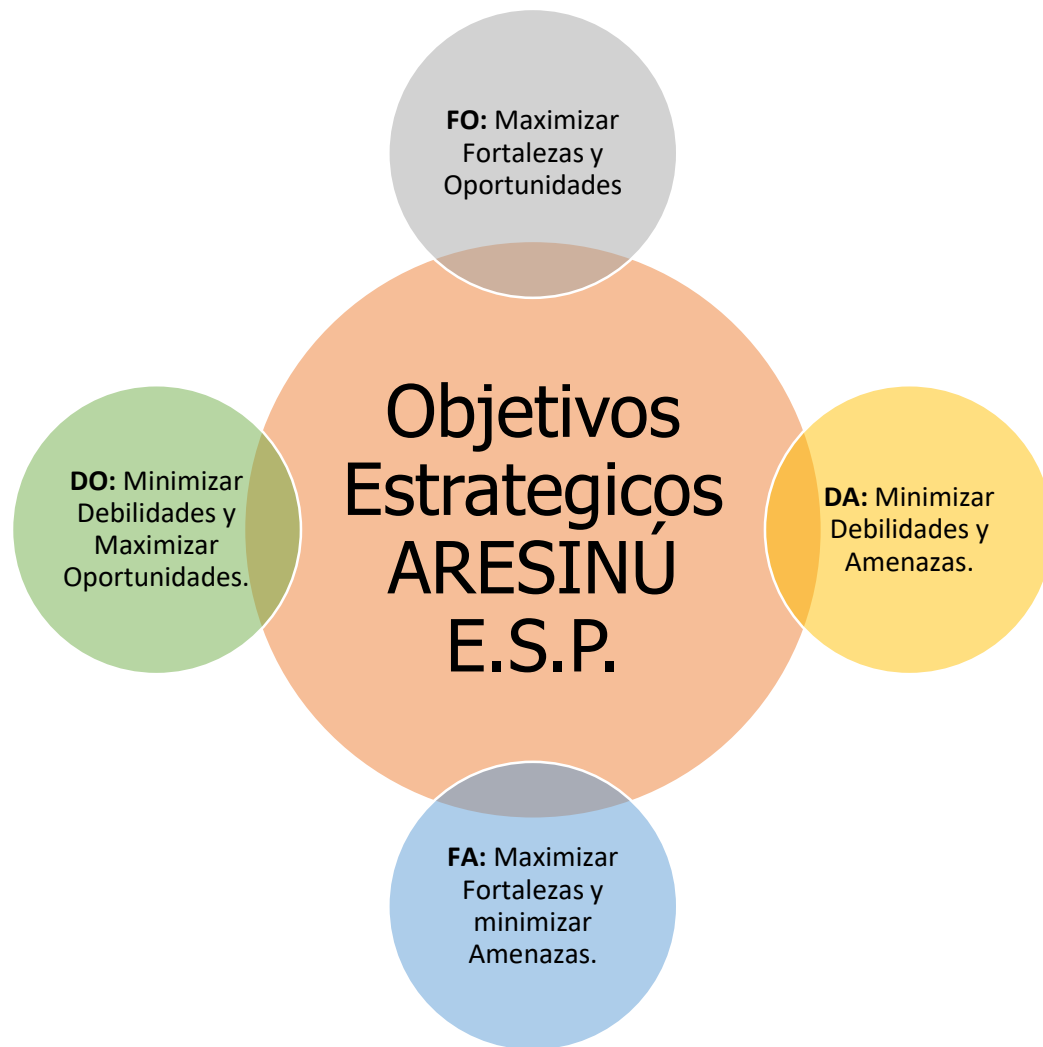 FO: Maximizar
Fortalezas y
Oportunidades
Objetivos
Estrategicos
ARESINÚ
E.S.P.
DO: Minimizar
Debilidades y
Maximizar
Oportunidades.
DA: Minimizar
Debilidades y
Amenazas.
FA: Maximizar
Fortalezas y
minimizar
Amenazas.